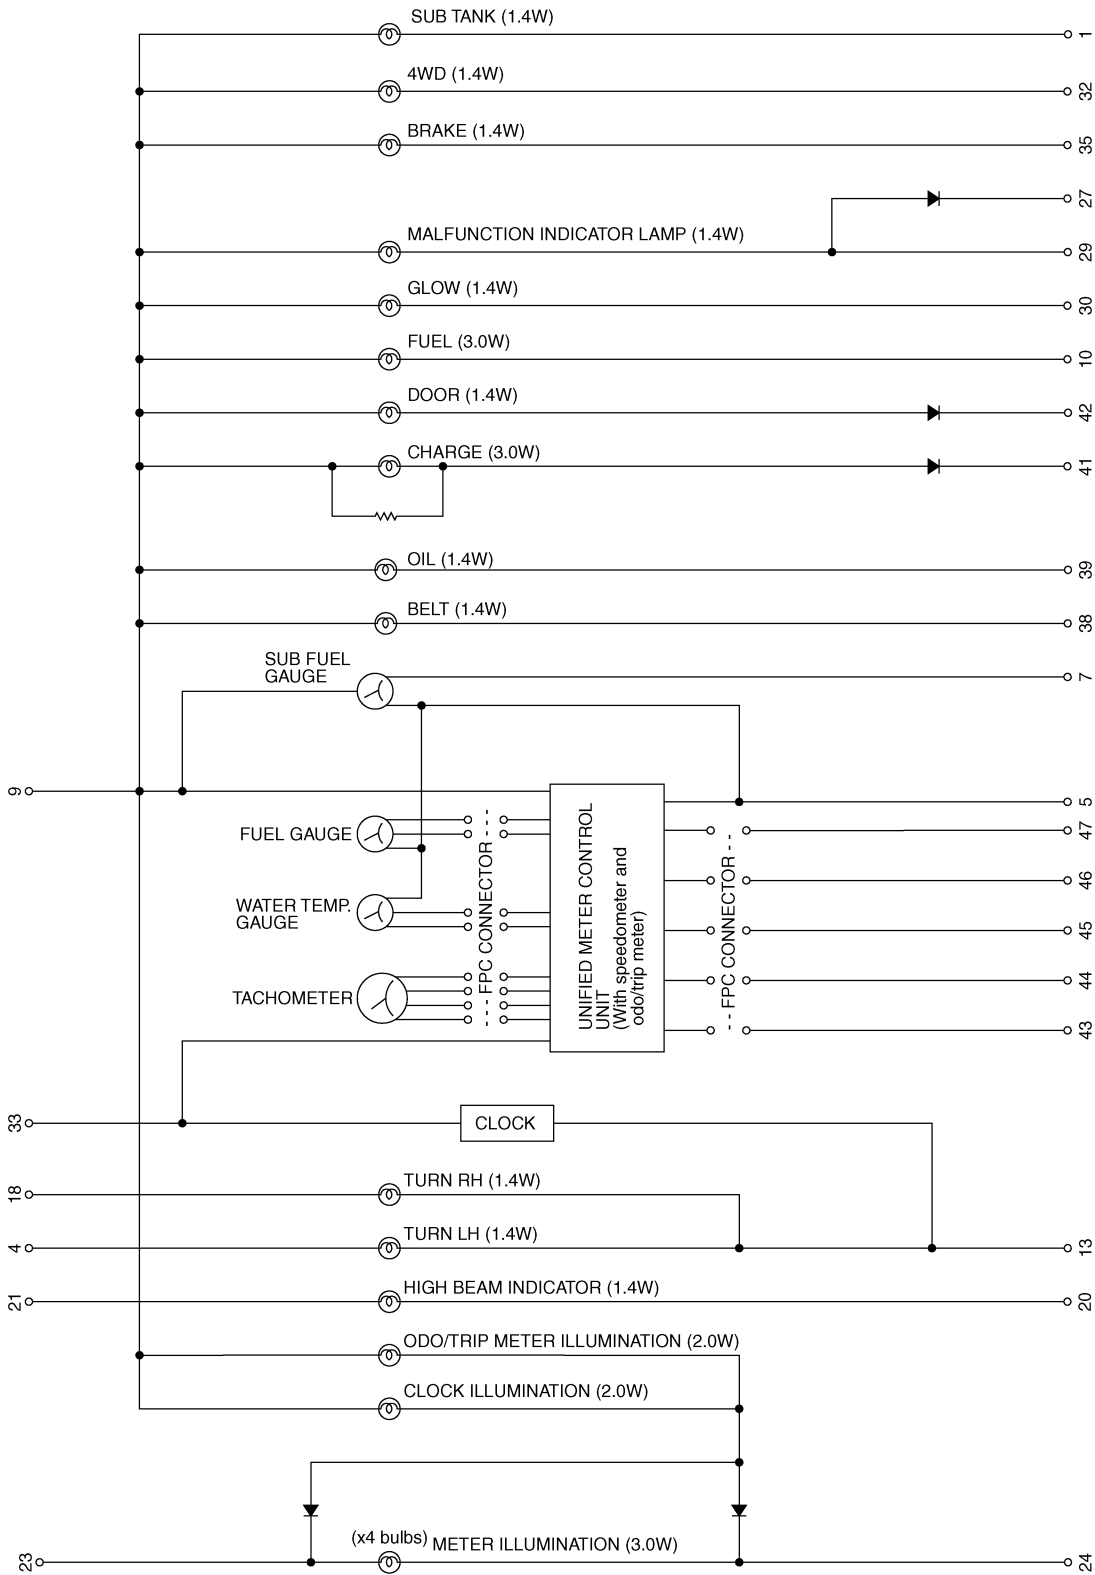 SUB TANK (1.4W)
1
4WD (1.4W)
32
BRAKE (1.4W)
35
27
MALFUNCTION INDICATOR LAMP (1.4W)
29
GLOW (1.4W)
30
FUEL (3.0W)
10
DOOR (1.4W)
42
CHARGE (3.0W)
41
OIL (1.4W)
39
BELT (1.4W)
38
SUB FUEL
GAUGE
7
9
5
FUEL GAUGE
47
46
WATER TEMP.
GAUGE
45
TACHOMETER
44
43
FPC CONNECTOR
UNIFIED METER CONTROL
UNIT
(With speedometer and
odo/trip meter)
FPC CONNECTOR
33
CLOCK
18
TURN RH (1.4W)
4
TURN LH (1.4W)
13
21
HIGH BEAM INDICATOR (1.4W)
20
ODO/TRIP METER ILLUMINATION (2.0W)
CLOCK ILLUMINATION (2.0W)
23
(x4 bulbs) METER ILLUMINATION (3.0W)
24